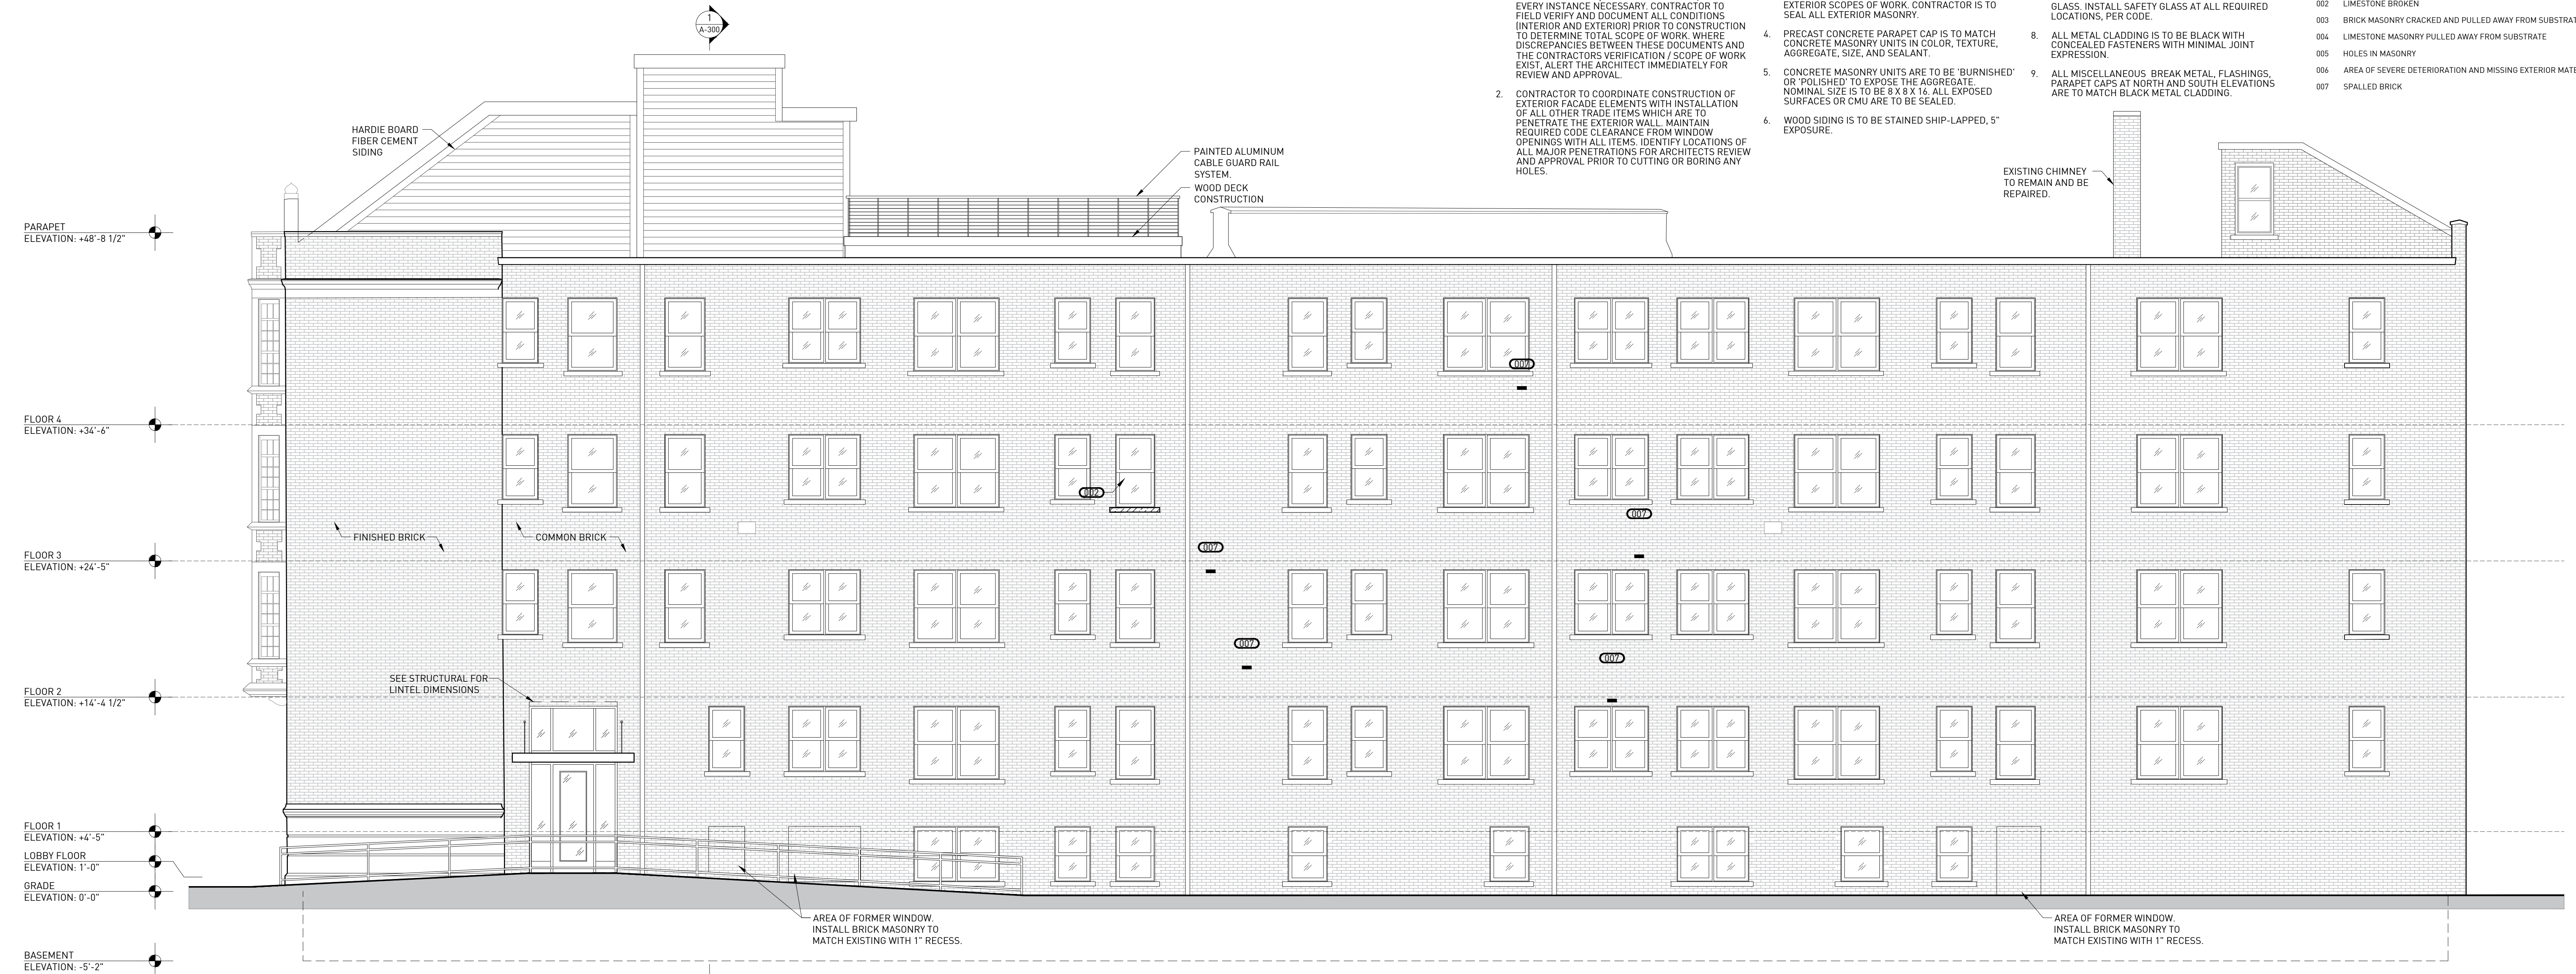 1
A-300
EVERY INSTANCE NECESSARY. CONTRACTOR TO
FIELD VERIFY AND DOCUMENT ALL CONDITIONS
(INTERIOR AND EXTERIOR) PRIOR TO CONSTRUCTION
TO DETERMINE TOTAL SCOPE OF WORK. WHERE
DISCREPANCIES BETWEEN THESE DOCUMENTS AND
THE CONTRACTORS VERIFICATION / SCOPE OF WORK
EXIST, ALERT THE ARCHITECT IMMEDIATELY FOR
REVIEW AND APPROVAL.
2. CONTRACTOR TO COORDINATE CONSTRUCTION OF
EXTERIOR FACADE ELEMENTS WITH INSTALLATION
OF ALL OTHER TRADE ITEMS WHICH ARE TO
PENETRATE THE EXTERIOR WALL. MAINTAIN
REQUIRED CODE CLEARANCE FROM WINDOW
OPENINGS WITH ALL ITEMS. IDENTIFY LOCATIONS OF
ALL MAJOR PENETRATIONS FOR ARCHITECTS REVIEW
AND APPROVAL PRIOR TO CUTTING OR BORING ANY
HOLES.
EXTERIOR SCOPES OF WORK. CONTRACTOR IS TO
SEAL ALL EXTERIOR MASONRY.
4. PRECAST CONCRETE PARAPET CAP IS TO MATCH
CONCRETE MASONRY UNITS IN COLOR, TEXTURE,
AGGREGATE, SIZE, AND SEALANT.
5. CONCRETE MASONRY UNITS ARE TO BE 'BURNISHED'
OR 'POLISHED' TO EXPOSE THE AGGREGATE.
NOMINAL SIZE IS TO BE 8 X 8 X 16. ALL EXPOSED
SURFACES OR CMU ARE TO BE SEALED.
6. WOOD SIDING IS TO BE STAINED SHIP-LAPPED, 5"
EXPOSURE.
GLASS. INSTALL SAFETY GLASS AT ALL REQUIRED
LOCATIONS, PER CODE.
8. ALL METAL CLADDING IS TO BE BLACK WITH
CONCEALED FASTENERS WITH MINIMAL JOINT
EXPRESSION.
9. ALL MISCELLANEOUS BREAK METAL, FLASHINGS,
PARAPET CAPS AT NORTH AND SOUTH ELEVATIONS
ARE TO MATCH BLACK METAL CLADDING.
002 LIMESTONE BROKEN
003 BRICK MASONRY CRACKED AND PULLED AWAY FROM SUBSTRAT
004 LIMESTONE MASONRY PULLED AWAY FROM SUBSTRATE
005 HOLES IN MASONRY
006 AREA OF SEVERE DETERIORATION AND MISSING EXTERIOR MATE
007 SPALLED BRICK
HARDIE BOARD
FIBER CEMENT
SIDING
PAINTED ALUMINUM
CABLE GUARD RAIL
SYSTEM.
WOOD DECK
CONSTRUCTION
EXISTING CHIMNEY
TO REMAIN AND BE
REPAIRED.
PARAPET
ELEVATION: +48'-8 1/2"
007
FLOOR 4
ELEVATION: +34'-6"
002
007
FINISHED BRICK
COMMON BRICK
007
FLOOR 3
ELEVATION: +24'-5"
007
007
SEE STRUCTURAL FOR
LINTEL DIMENSIONS
FLOOR 2
ELEVATION: +14'-4 1/2"
FLOOR 1
ELEVATION: +4'-5"
LOBBY FLOOR
ELEVATION: 1'-0"
GRADE
ELEVATION: 0'-0"
AREA OF FORMER WINDOW.
INSTALL BRICK MASONRY TO
MATCH EXISTING WITH 1" RECESS.
AREA OF FORMER WINDOW.
INSTALL BRICK MASONRY TO
MATCH EXISTING WITH 1" RECESS.
BASEMENT
ELEVATION: -5'-2"